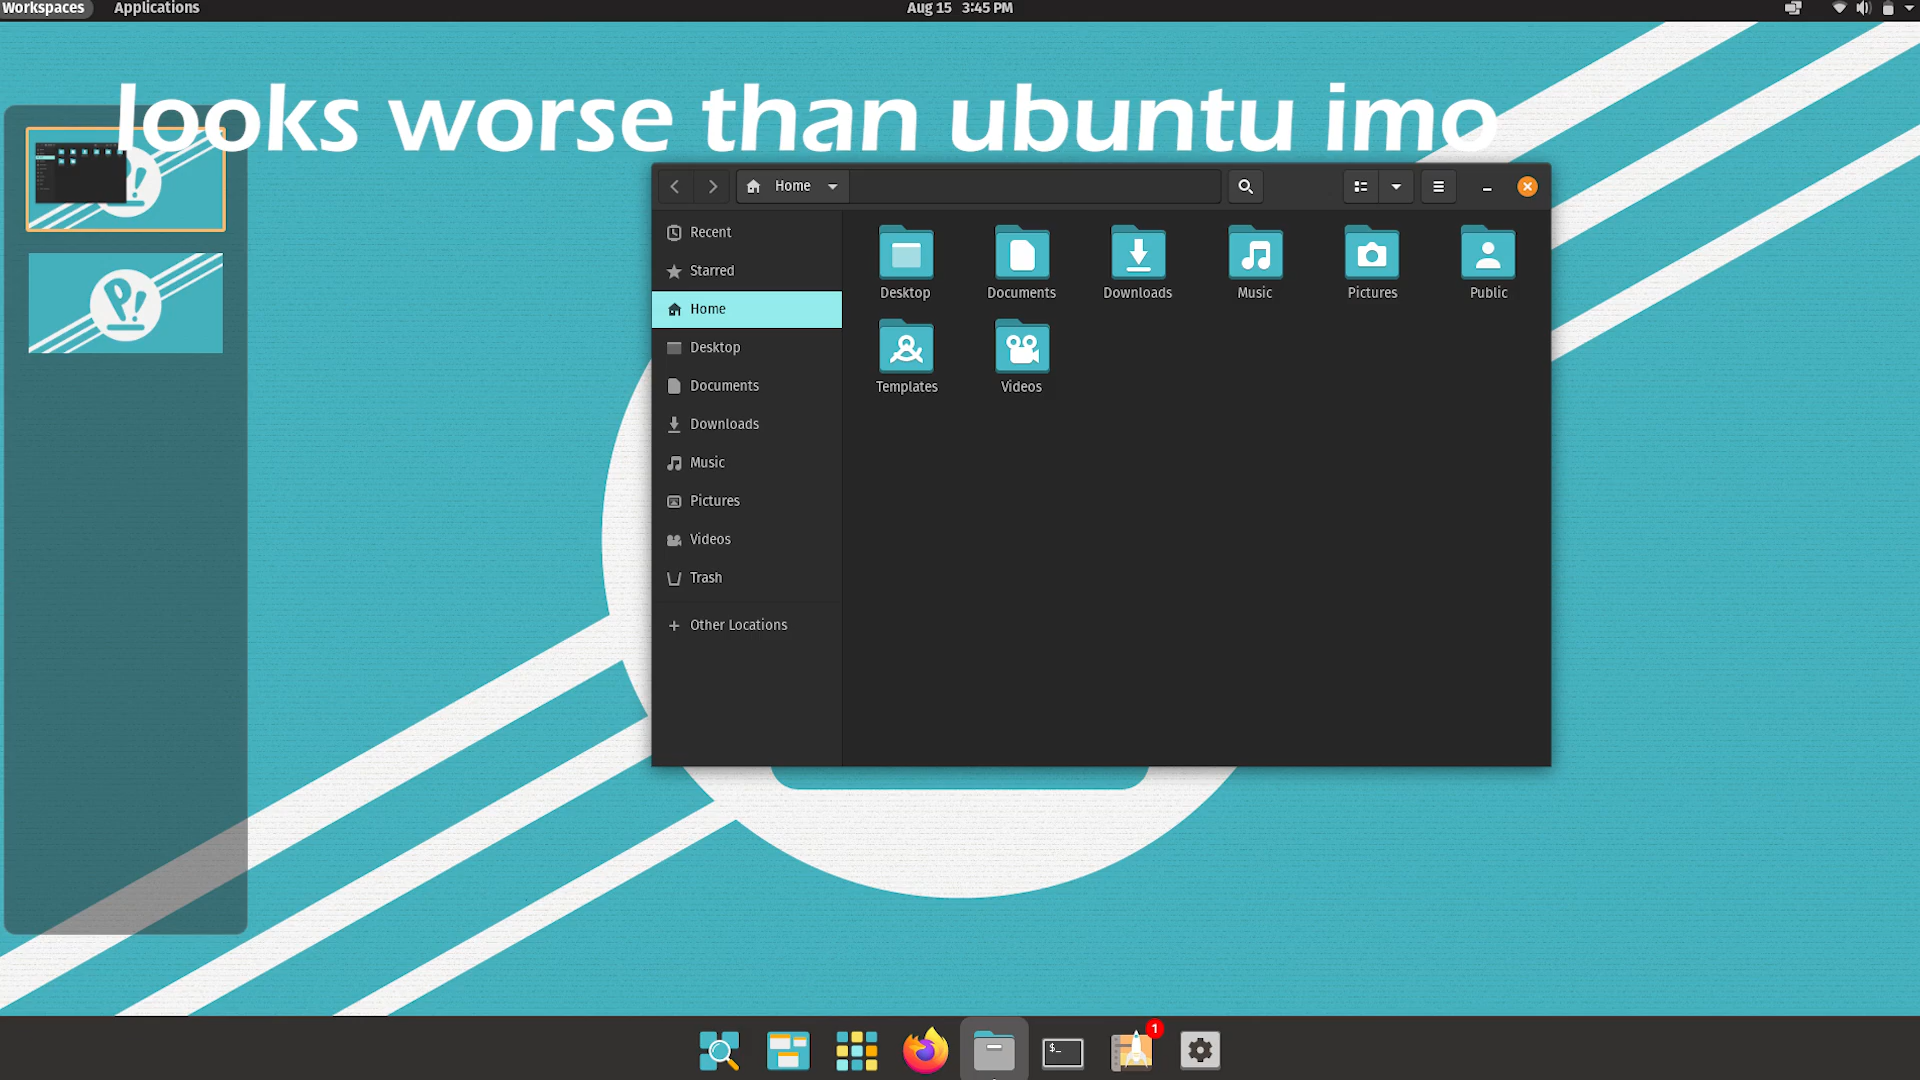 Workspaces Applications Aug 15 3:45 PM
looks worse than ubuntu imo
Home
Recent
Starred
Home
Desktop
Documents
Downloads
Music
Pictures
Videos
Trash
Other Locations
Desktop Documents Downloads Music Pictures Public
Templates Videos
P!
P!
$_
1